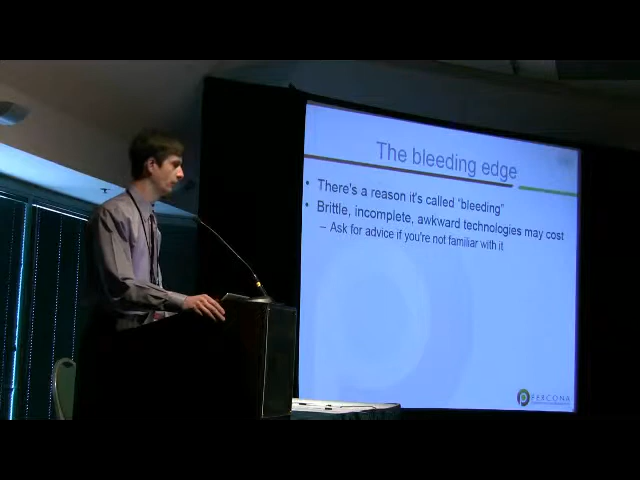 The bleeding edge
• There's a reason it's called "bleeding"
• Brittle, incomplete, awkward technologies may cost
– Ask for advice if you're not familiar with it
PERCONA